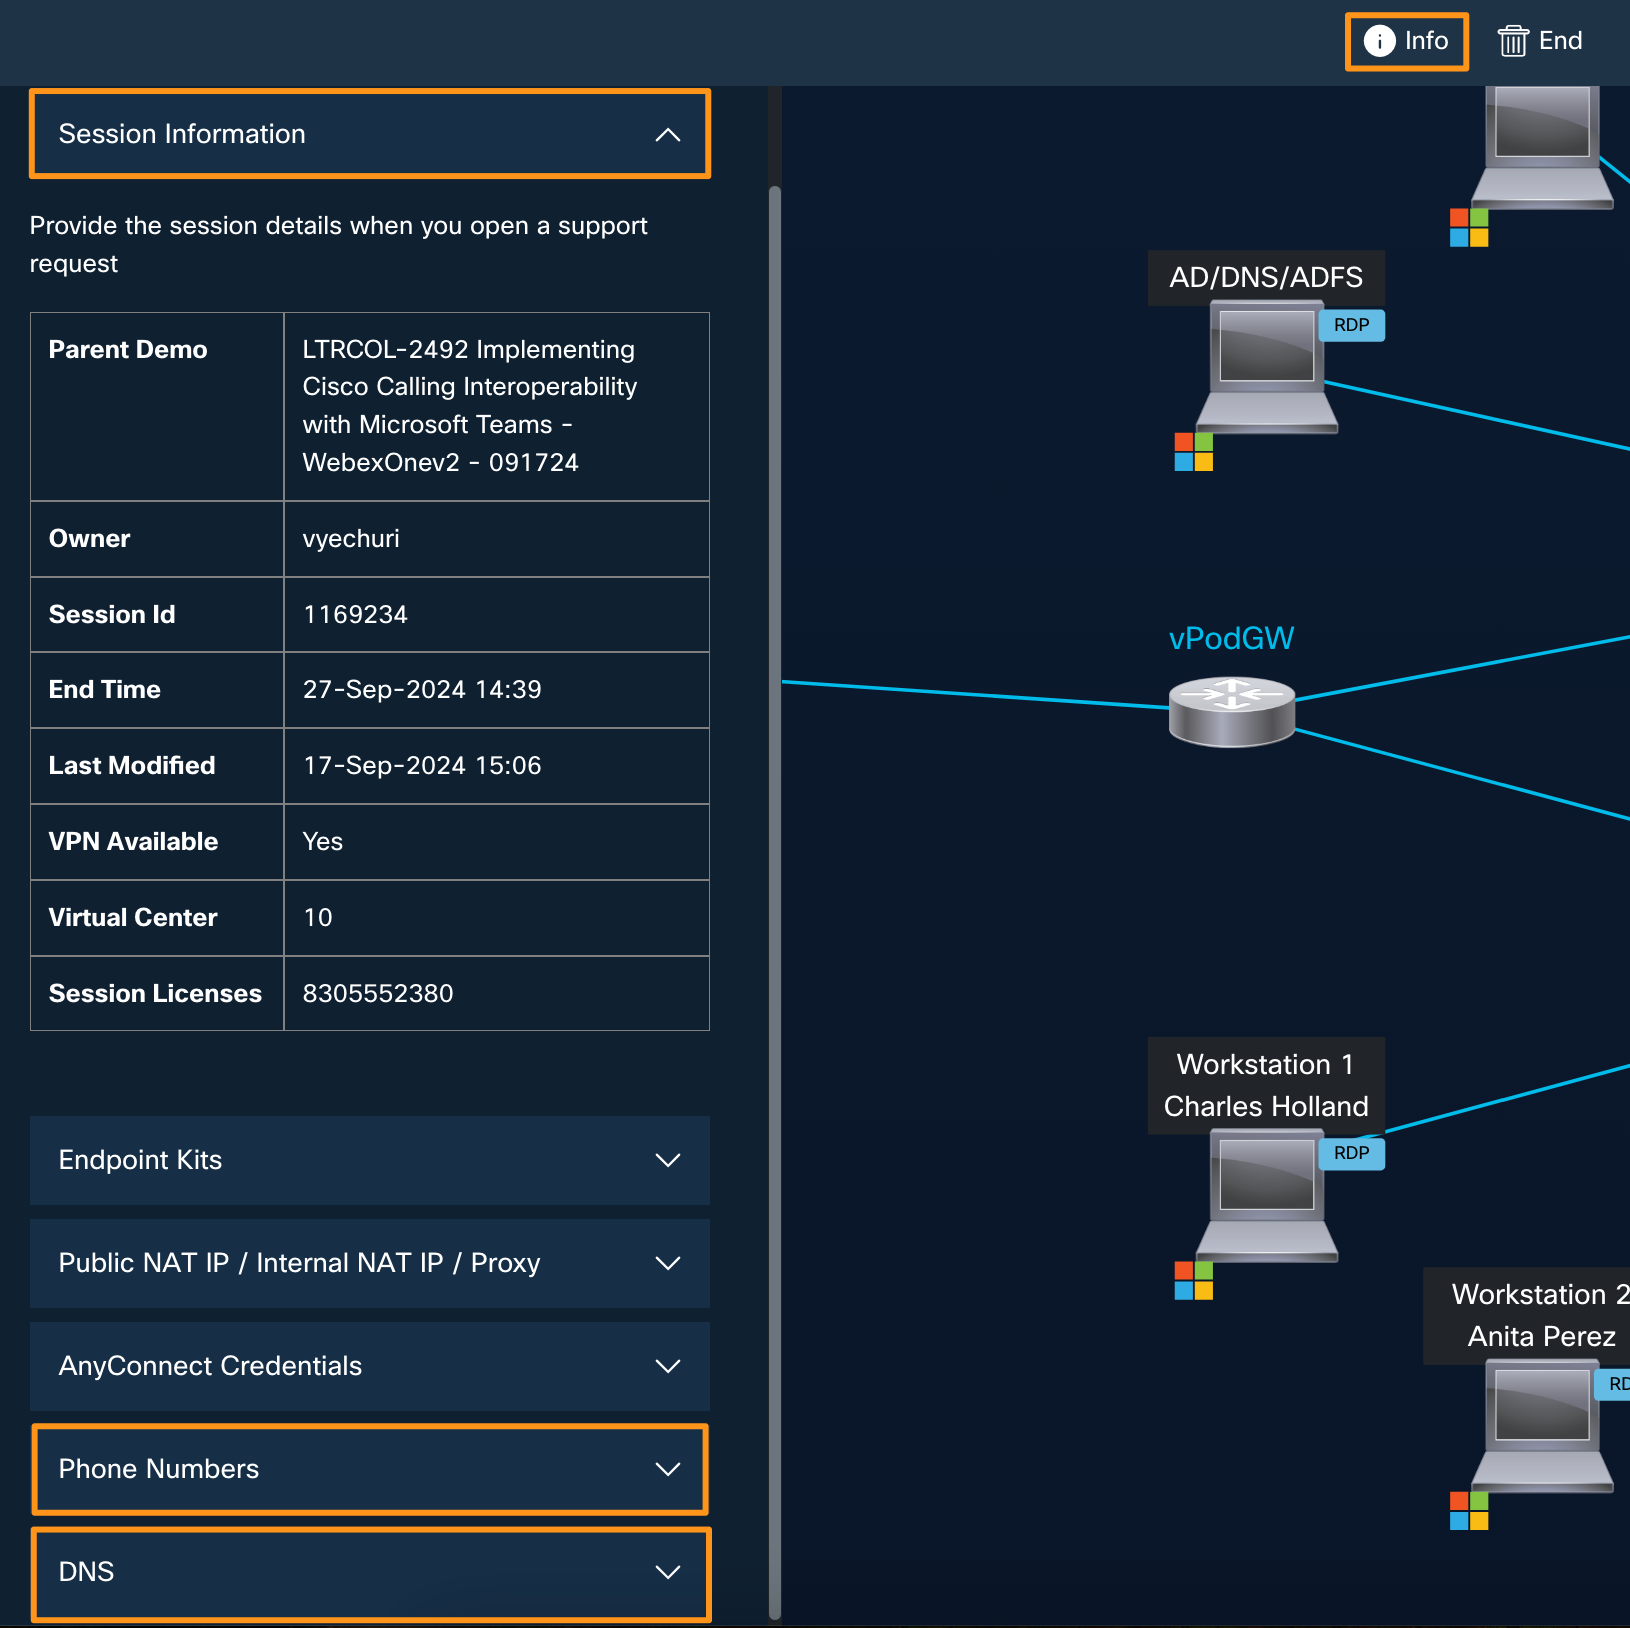 Info
End
Session Information
Provide the session details when you open a support
request
Parent Demo
LTRCOL-2492 Implementing
Cisco Calling Interoperability
with Microsoft Teams -
WebexOnev2 - 091724
Owner
vyechuri
Session Id
1169234
End Time
27-Sep-2024 14:39
Last Modified
17-Sep-2024 15:06
VPN Available
Yes
Virtual Center
10
Session Licenses
8305552380
Endpoint Kits
Public NAT IP / Internal NAT IP / Proxy
AnyConnect Credentials
Phone Numbers
DNS
AD/DNS/ADFS
RDP
vPodGW
Workstation 1
Charles Holland
RDP
Workstation 2
Anita Perez
RD